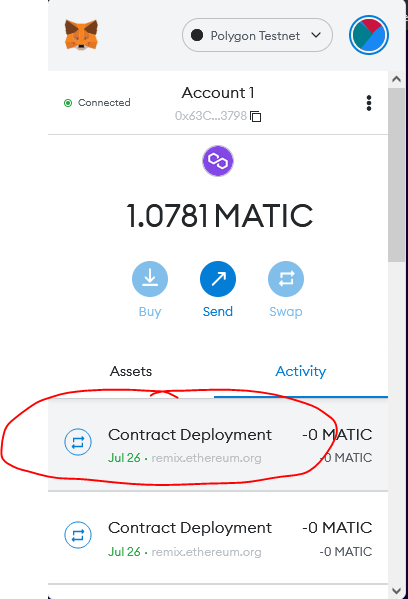 Polygon Testnet
Connected
Account 1
0x63C...3798
1.0781 MATIC
Buy
Send
Swap
Assets
Activity
Contract Deployment
-0 MATIC
Jul 26 · remix.ethereum.org
-0 MATIC
Contract Deployment
-0 MATIC
Jul 26 · remix.ethereum.org
-0 MATIC